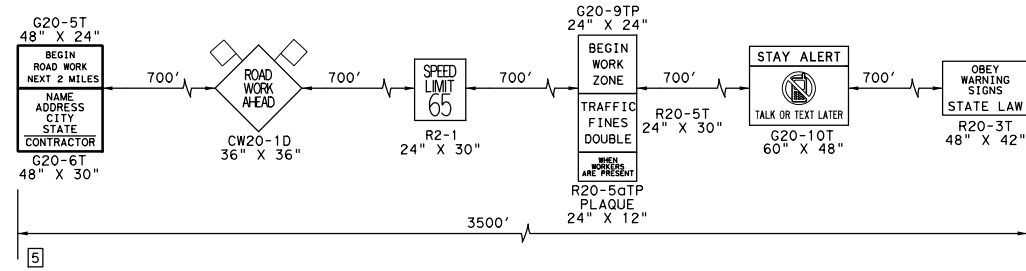 G20-5T
48" X 24"
BEGIN
ROAD WORK
NEXT 2 MILES
NAME
ADDRESS
CITY
STATE
CONTRACTOR
G20-6T
48" X 30"
700'
ROAD
WORK
AHEAD
CW20-1D
36" X 36"
700'
SPEED
LIMIT
65
R2-1
24" X 30"
700'
G20-9TP
24" X 24"
BEGIN
WORK
ZONE
TRAFFIC
FINES
DOUBLE
WHEN
WORKERS
ARE PRESENT
R20-5aTP
PLAQUE
24" X 12"
700'
R20-5T
24" X 30"
STAY ALERT
TALK OR TEXT LATER
G20-10T
60" X 48"
700'
OBEY
WARNING
SIGNS
STATE LAW
R20-3T
48" X 42"
3500'
5